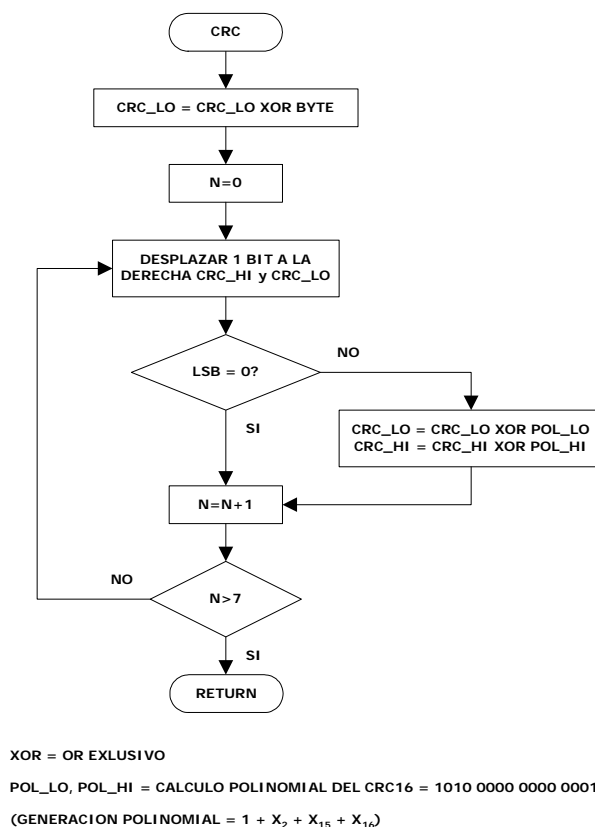 CRC
CRC_LO = CRC_LO XOR BYTE
N=0
DESPLAZAR 1 BIT A LA
DERECHA CRC_HI y CRC_LO
LSB = 0?
NO
SI
CRC_LO = CRC_LO XOR POL_LO
CRC_HI = CRC_HI XOR POL_HI
N=N+1
NO
N>7
SI
RETURN
XOR = OR EXLUSIVO
POL_LO, POL_HI = CALCULO POLINOMIAL DEL CRC16 = 1010 0000 0000 0001
(GENERACION POLINOMIAL = 1 + X₂ + X₁₅ + X₁₆)